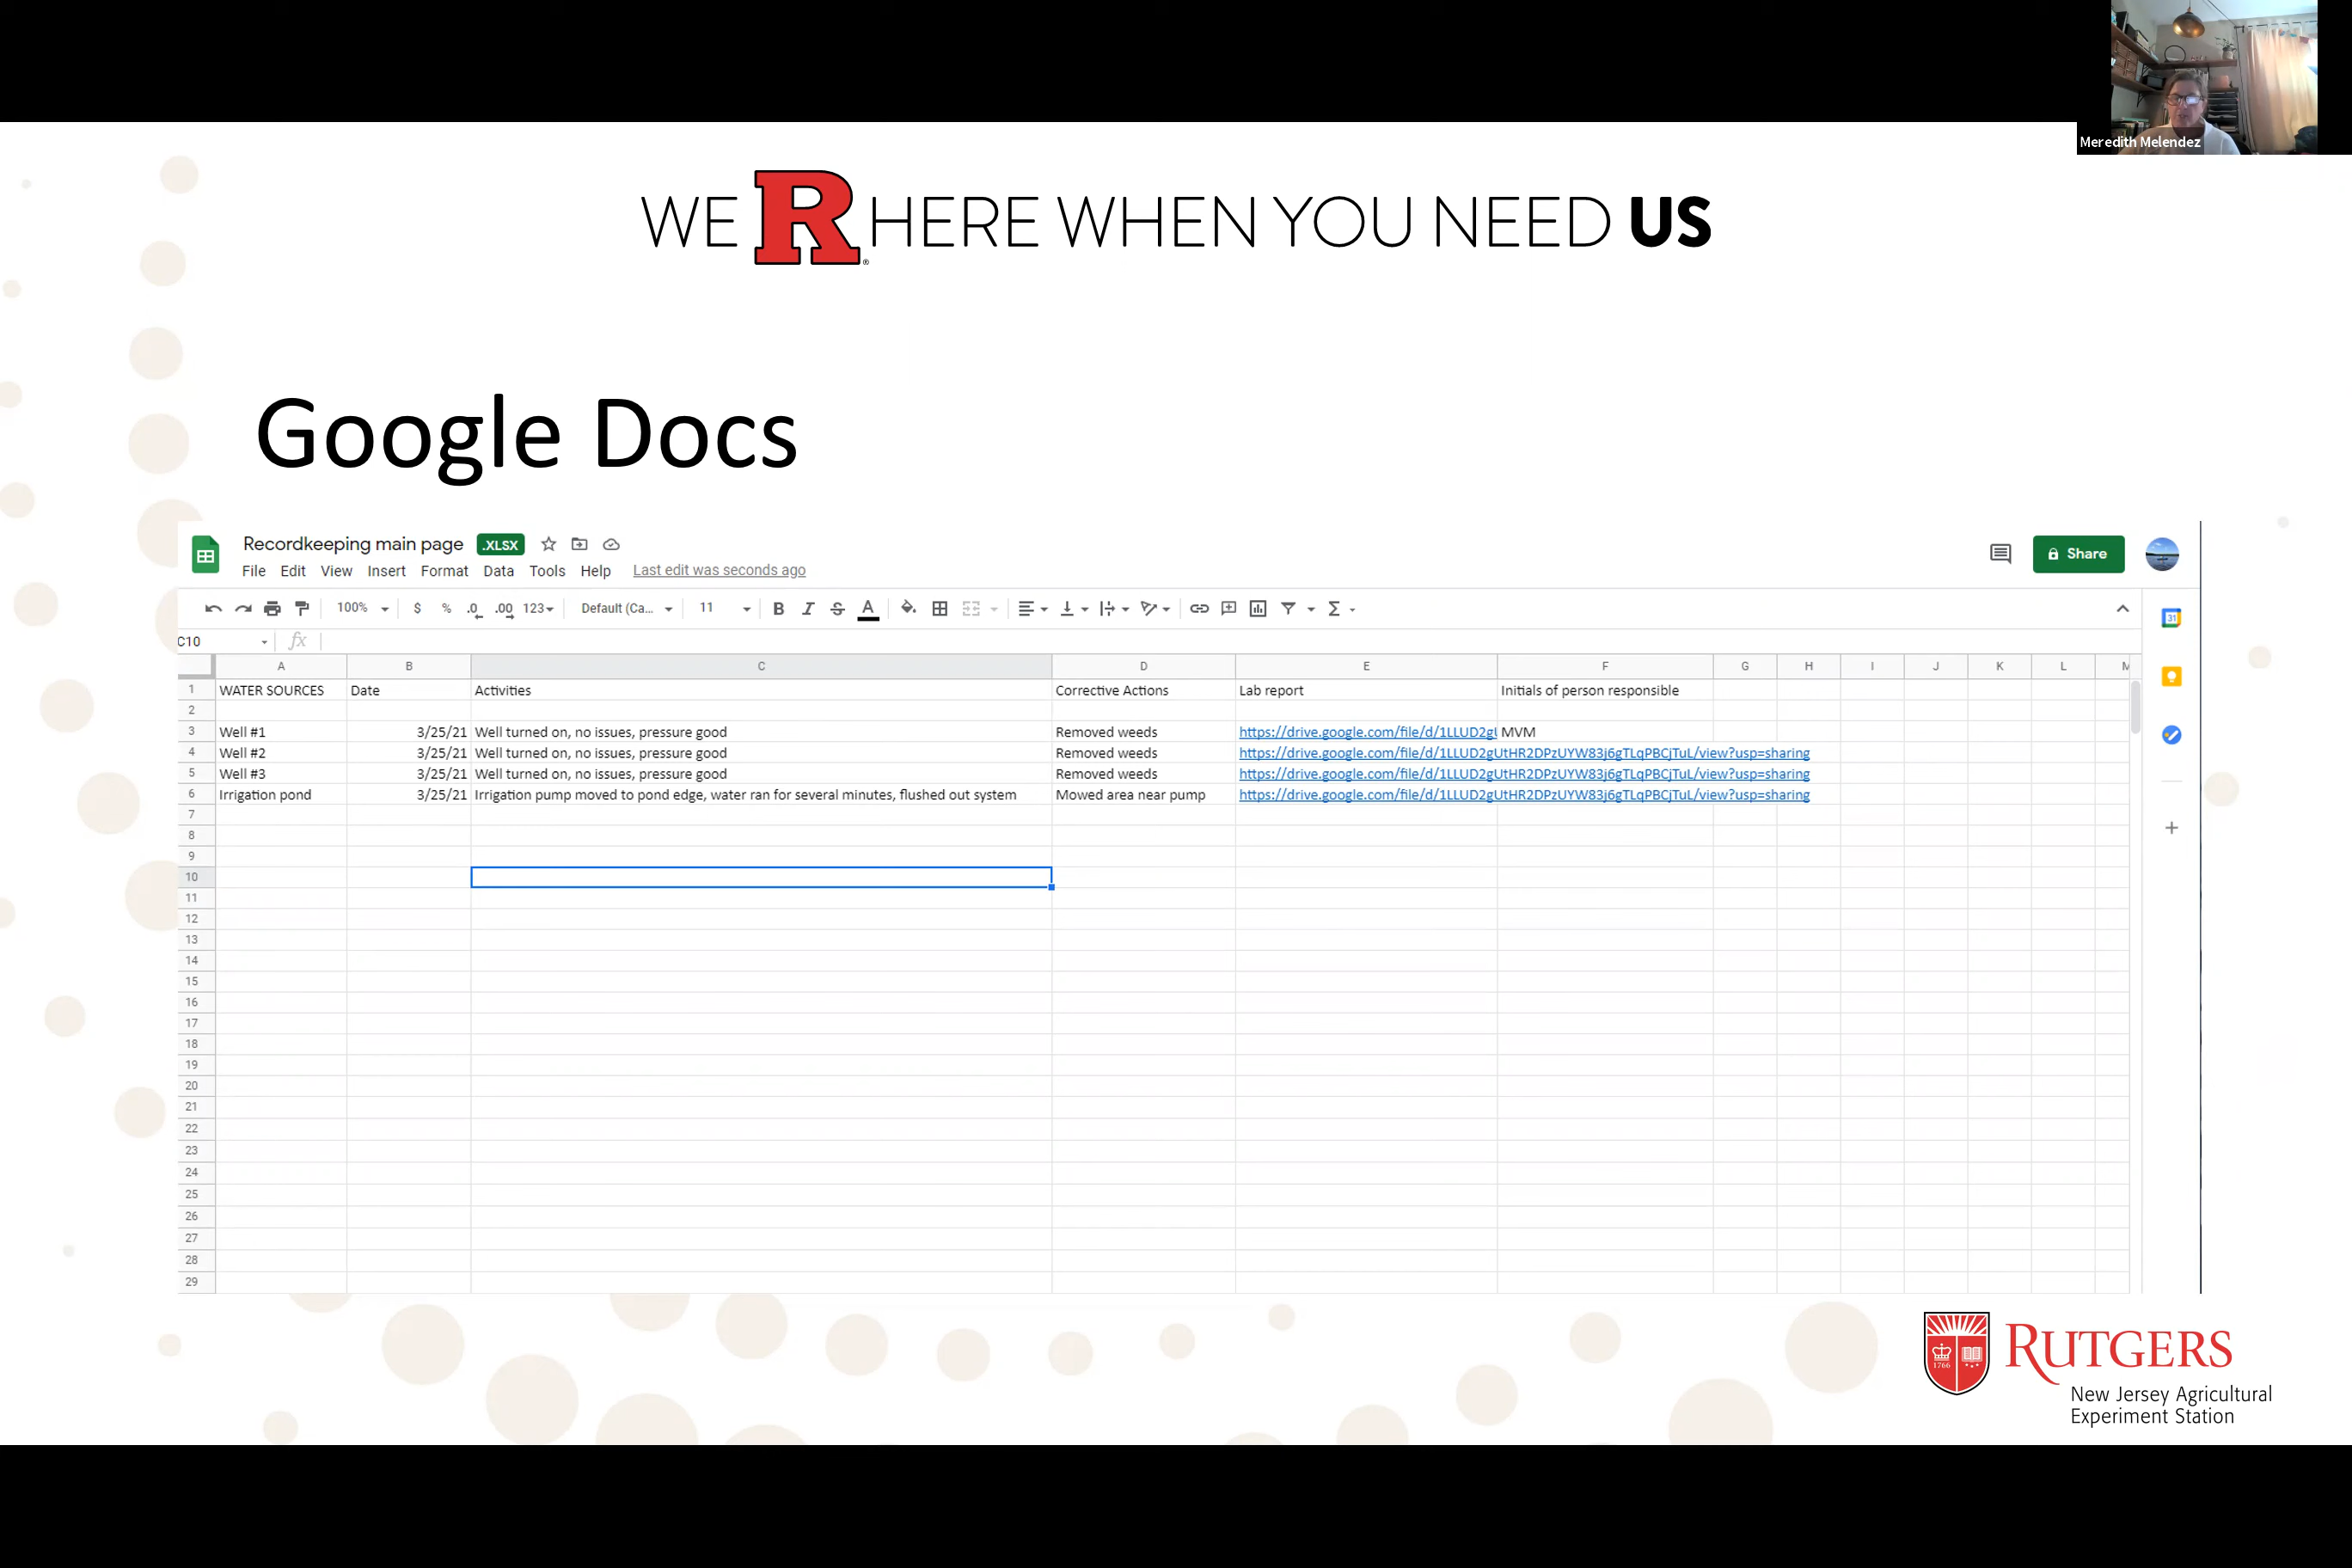 Meredith Melendez
WE R HERE WHEN YOU NEED US
®
Google Docs
Recordkeeping main page .XLSX
Share
File Edit View Insert Format Data Tools Help Last edit was seconds ago
100% $ % .0 .00 123 Default (Ca... 11 B I S A Σ
31
C10 fx
A B C D E F G H I J K L M
1 WATER SOURCES Date Activities Corrective Actions Lab report Initials of person responsible
2
3 Well #1 3/25/21 Well turned on, no issues, pressure good Removed weeds https://drive.google.com/file/d/1LLUD2gU MVM
4 Well #2 3/25/21 Well turned on, no issues, pressure good Removed weeds https://drive.google.com/file/d/1LLUD2gUtHR2DPzUYW83j6gTLqPBCjTuL/view?usp=sharing
5 Well #3 3/25/21 Well turned on, no issues, pressure good Removed weeds https://drive.google.com/file/d/1LLUD2gUtHR2DPzUYW83j6gTLqPBCjTuL/view?usp=sharing
6 Irrigation pond 3/25/21 Irrigation pump moved to pond edge, water ran for several minutes, flushed out system Mowed area near pump https://drive.google.com/file/d/1LLUD2gUtHR2DPzUYW83j6gTLqPBCjTuL/view?usp=sharing
7
8
9
10
11
12
13
14
15
16
17
18
19
20
21
22
23
24
25
26
27
28
29
1766
RUTGERS
New Jersey Agricultural
Experiment Station